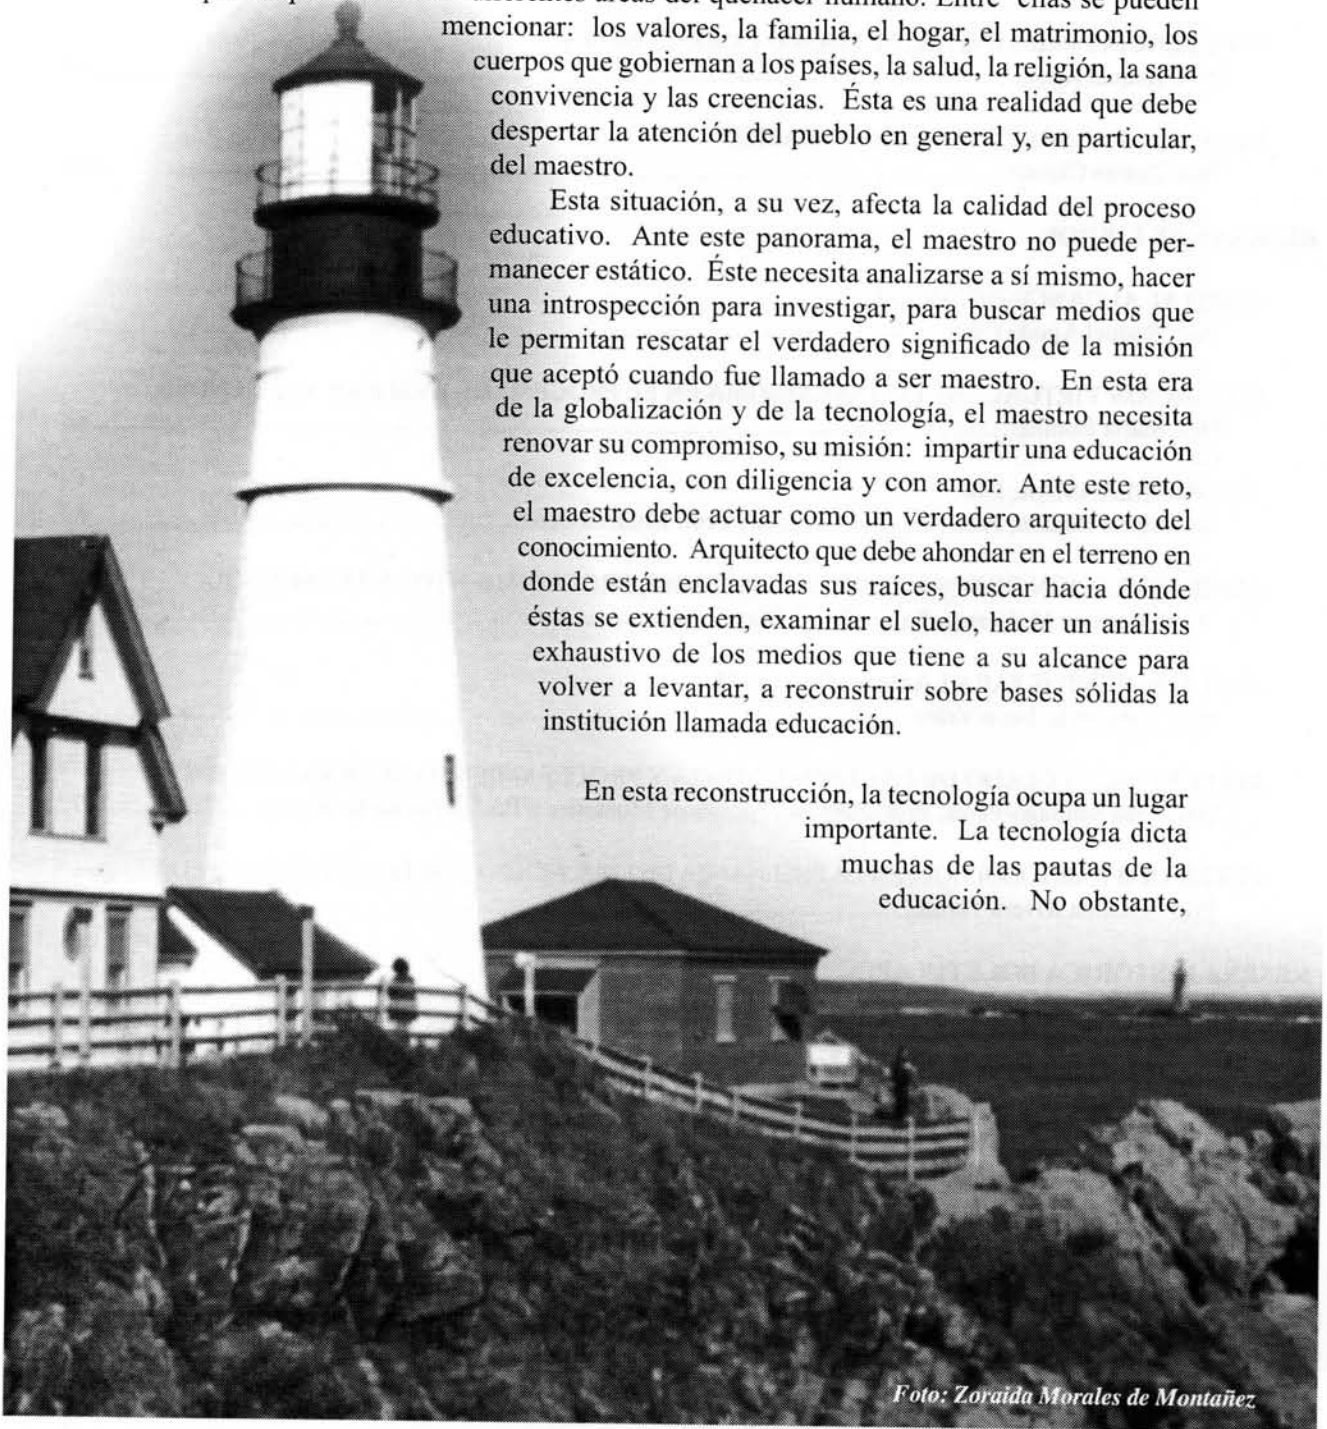 diferentes áreas del quehacer humano. Entre ellas se pueden
mencionar: los valores, la familia, el hogar, el matrimonio, los
cuerpos que gobiernan a los países, la salud, la religión, la sana
convivencia y las creencias. Ésta es una realidad que debe
despertar la atención del pueblo en general y, en particular,
del maestro.
Esta situación, a su vez, afecta la calidad del proceso
educativo. Ante este panorama, el maestro no puede per-
manecer estático. Éste necesita analizarse a sí mismo, hacer
una introspección para investigar, para buscar medios que
le permitan rescatar el verdadero significado de la misión
que aceptó cuando fue llamado a ser maestro. En esta era
de la globalización y de la tecnología, el maestro necesita
renovar su compromiso, su misión: impartir una educación
de excelencia, con diligencia y con amor. Ante este reto,
el maestro debe actuar como un verdadero arquitecto del
conocimiento. Arquitecto que debe ahondar en el terreno en
donde están enclavadas sus raíces, buscar hacia dónde
éstas se extienden, examinar el suelo, hacer un análisis
exhaustivo de los medios que tiene a su alcance para
volver a levantar, a reconstruir sobre bases sólidas la
institución llamada educación.
En esta reconstrucción, la tecnología ocupa un lugar
importante. La tecnología dicta
muchas de las pautas de la
educación. No obstante,
Foto: Zoraida Morales de Montañez